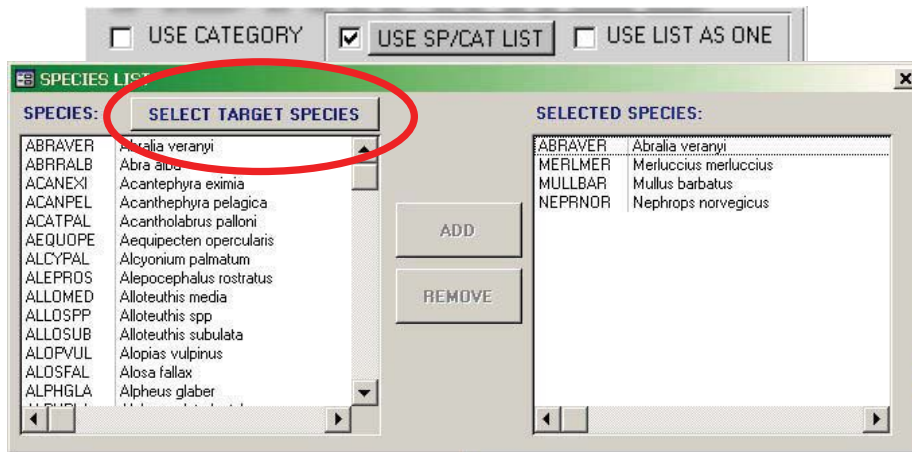 USE CATEGORY USE SP/CAT LIST USE LIST AS ONE
SPECIES LIST
SPECIES: SELECT TARGET SPECIES SELECTED SPECIES:
ABRAVER Abralia veranyi
ABRRALB Abra alba
ACANEXI Acantephyra eximia
ACANPEL Acanthephyra pelagica
ACATPAL Acantholabrus palloni
AEQUOPE Aequipecten opercularis
ALCYPAL Alcyonium palmatum
ALEPROS Alepocephalus rostratus
ALLOMED Alloteuthis media
ALLOSPP Alloteuthis spp
ALLOSUB Alloteuthis subulata
ALOPVUL Alopias vulpinus
ALOSFAL Alosa fallax
ALPHGLA Alpheus glaber
ADD
REMOVE
ABRAVER Abralia veranyi
MERLMER Merluccius merluccius
MULLBAR Mullus barbatus
NEPRNOR Nephrops norvegicus